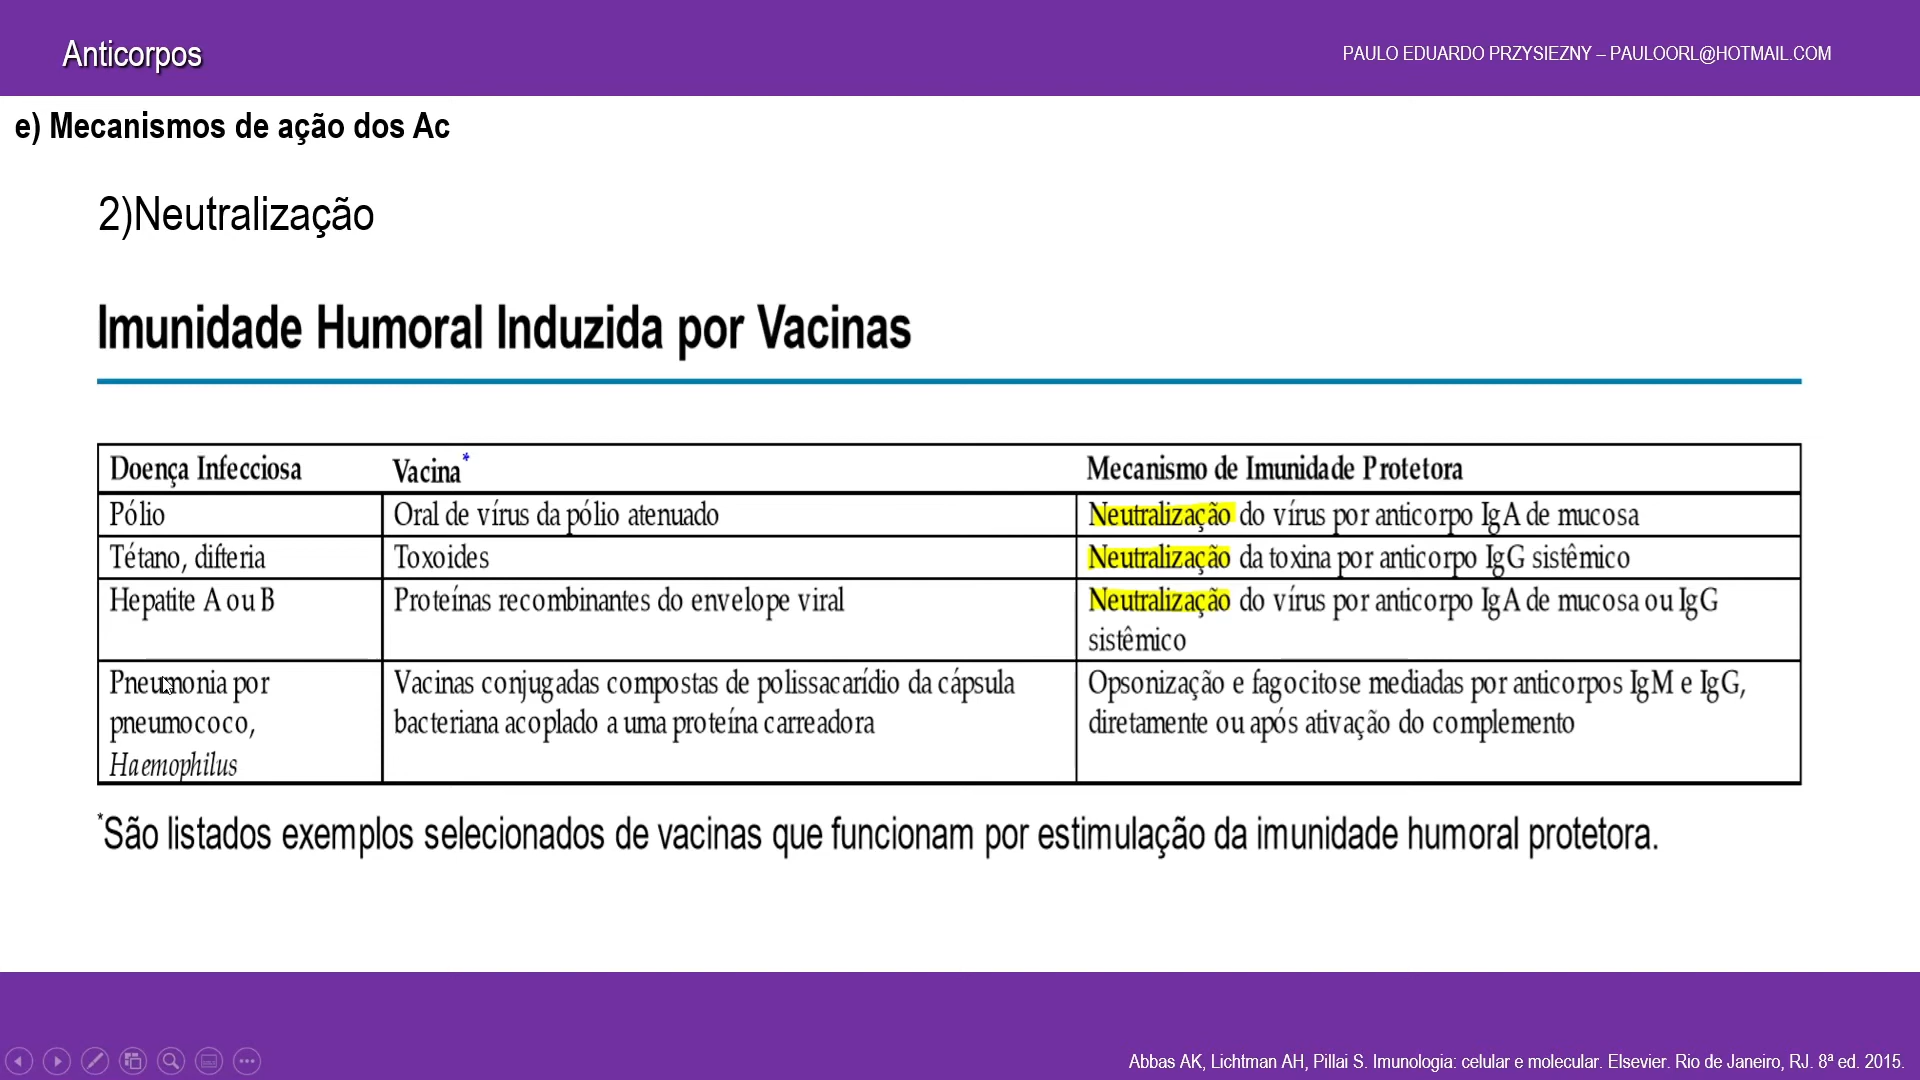 Anticorpos
PAULO EDUARDO PRZYSIEZNY – PAULOORL@HOTMAIL.COM
e) Mecanismos de ação dos Ac
2)Neutralização
Imunidade Humoral Induzida por Vacinas
Doença Infecciosa
Vacina*
Mecanismo de Imunidade Protetora
Pólio
Oral de vírus da pólio atenuado
Neutralização do vírus por anticorpo IgA de mucosa
Tétano, difteria
Toxoides
Neutralização da toxina por anticorpo IgG sistêmico
Hepatite A ou B
Proteínas recombinantes do envelope viral
Neutralização do vírus por anticorpo IgA de mucosa ou IgG
sistêmico
Pneumonia por
pneumococo,
Haemophilus
Vacinas conjugadas compostas de polissacarídio da cápsula
bacteriana acoplado a uma proteína carreadora
Opsonização e fagocitose mediadas por anticorpos IgM e IgG,
diretamente ou após ativação do complemento
*São listados exemplos selecionados de vacinas que funcionam por estimulação da imunidade humoral protetora.
Abbas AK, Lichtman AH, Pillai S. Imunologia: celular e molecular. Elsevier. Rio de Janeiro, RJ. 8ª ed. 2015.